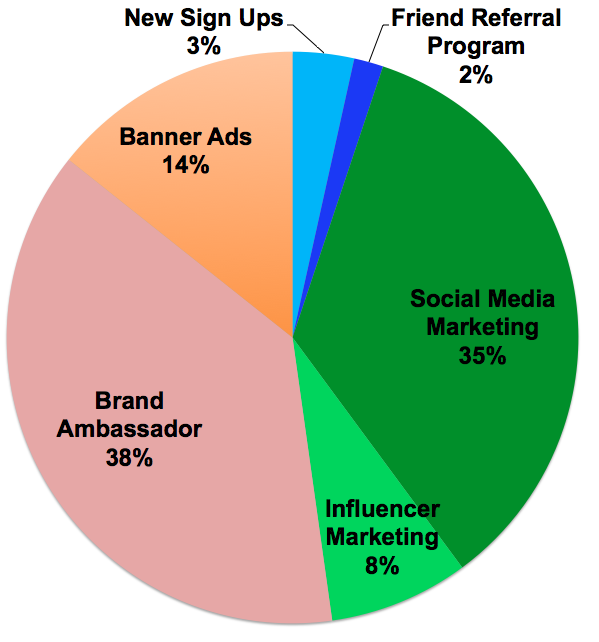 New Sign Ups
3%
Friend Referral
Program
2%
Banner Ads
14%
Social Media
Marketing
35%
Brand
Ambassador
38%
Influencer
Marketing
8%